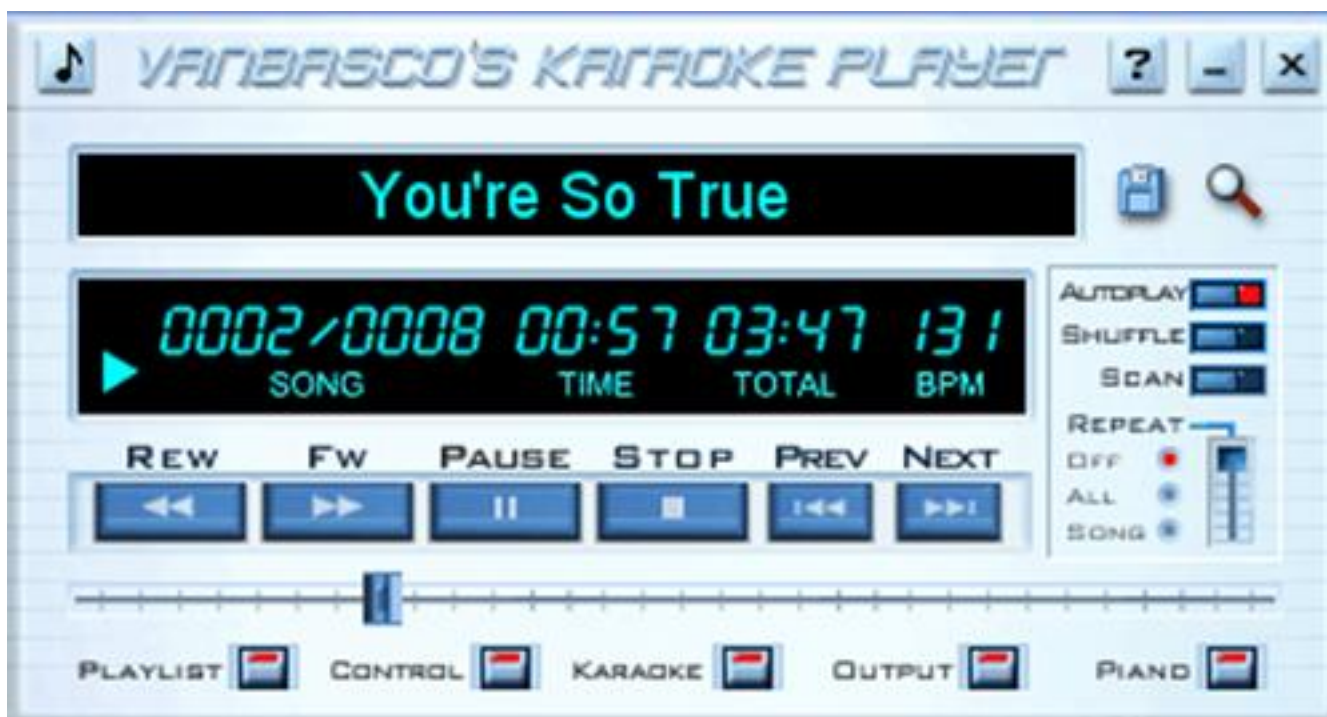 VANBASCO'S KARAOKE PLAYER ? _ X
You're So True
0002/0008 00:57 03:47 131
SONG TIME TOTAL BPM
AUTOPLAY
SHUFFLE
SCAN
REPEAT
OFF
ALL
SONG
REW FW PAUSE STOP PREV NEXT
PLAYLIST CONTROL KARAOKE OUTPUT PIANO